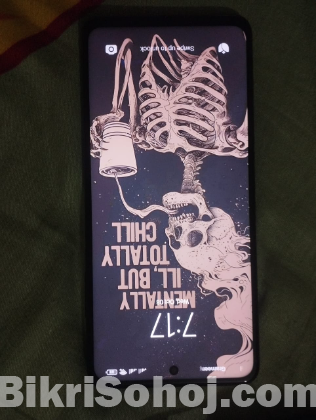 7:17
MENTALLY
ILL, BUT
TOTALLY
CHILL
Swipe up to unlock
BikriSohoj.com